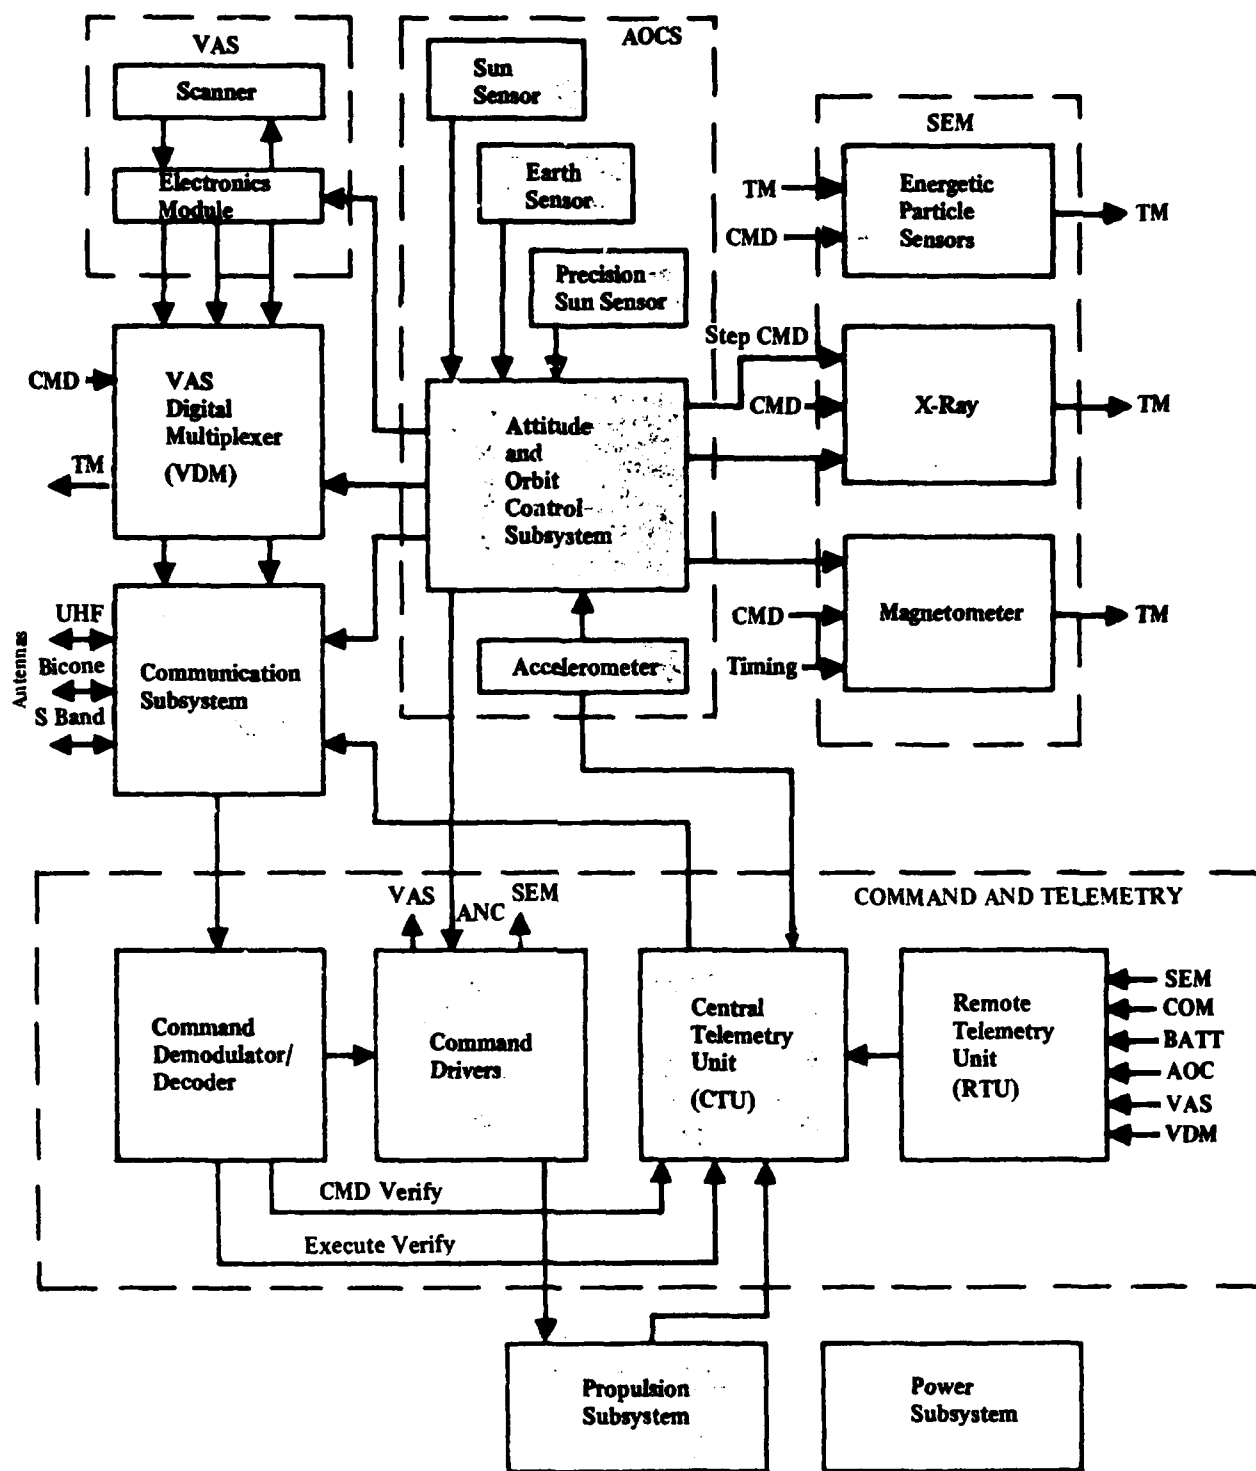 VAS
Scanner
Electronics
Module
AOCS
Sun
Sensor
Earth
Sensor
Precision
Sun Sensor
SEM
TM
CMD
Energetic
Particle
Sensors
TM
Step CMD
CMD
X-Ray
TM
CMD
TM
VAS
Digital
Multiplexer
(VDM)
Attitude
and
Orbit
Control
Subsystem
CMD
Timing
Magnetometer
TM
Antennas
UHF
Bicone
S Band
Communication
Subsystem
Accelerometer
COMMAND AND TELEMETRY
VAS
ANC
SEM
Command
Demodulator/
Decoder
Command
Drivers
Central
Telemetry
Unit
(CTU)
Remote
Telemetry
Unit
(RTU)
SEM
COM
BATT
AOC
VAS
VDM
CMD Verify
Execute Verify
Propulsion
Subsystem
Power
Subsystem